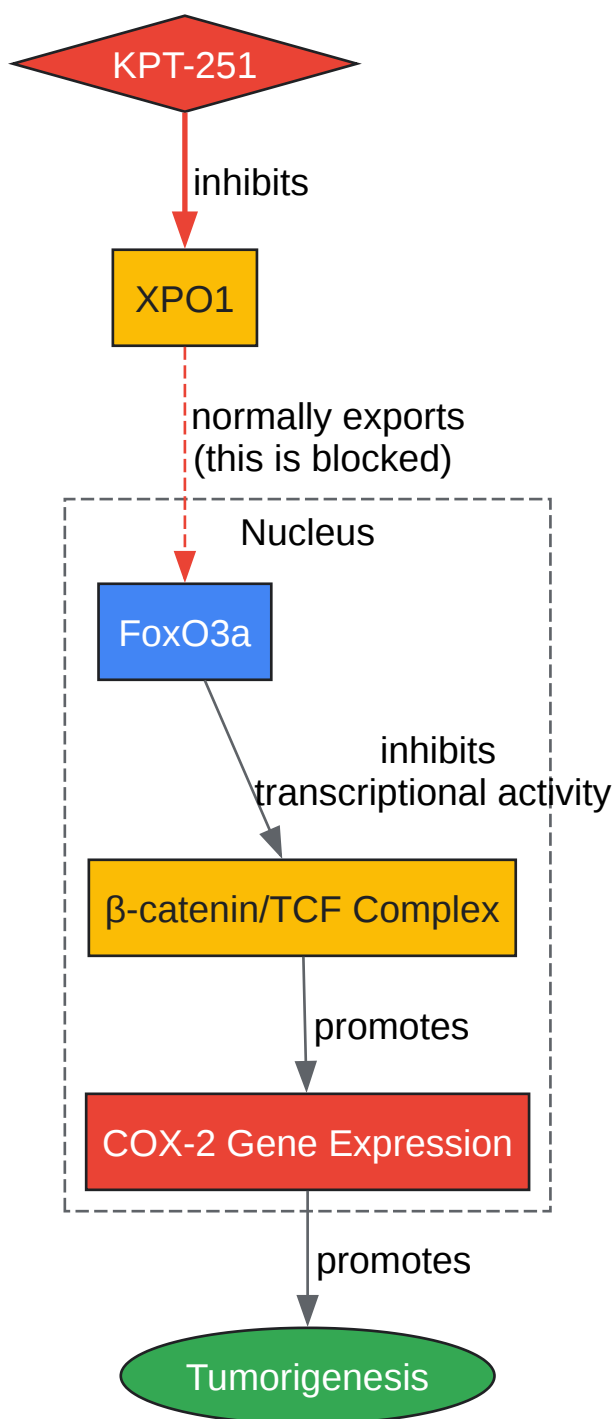 KPT-251
inhibits
XPO1
normally exports
(this is blocked)
Nucleus
FoxO3a
inhibits
transcriptional activity
β-catenin/TCF Complex
promotes
COX-2 Gene Expression
promotes
Tumorigenesis